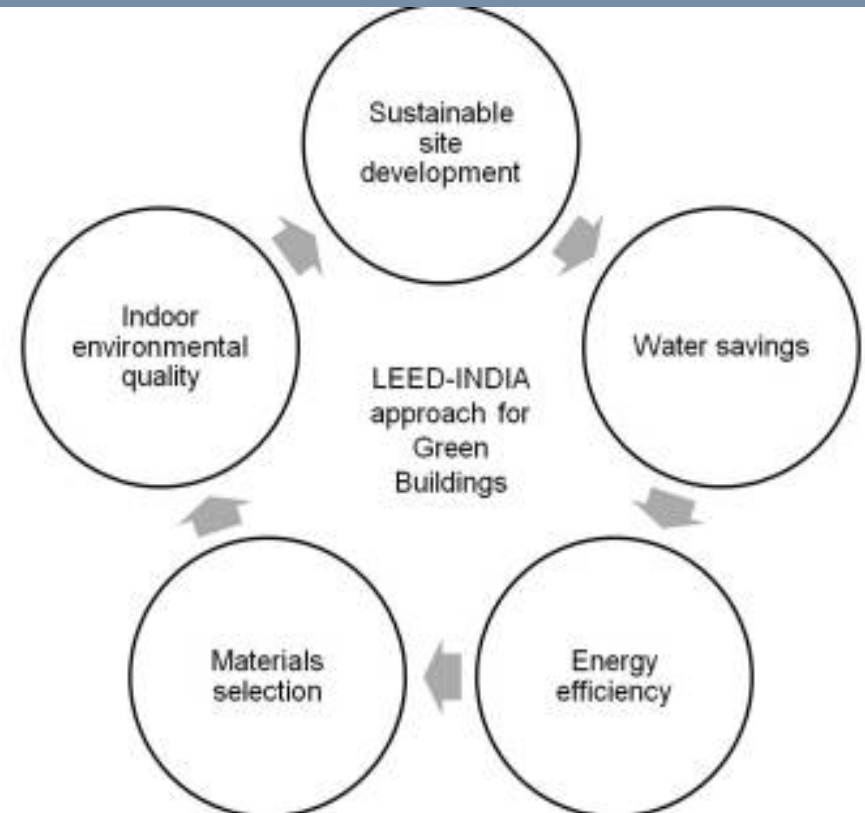 Sustainable
site
development
Water savings
Energy
efficiency
Materials
selection
Indoor
environmental
quality
LEED-INDIA
approach for
Green
Buildings